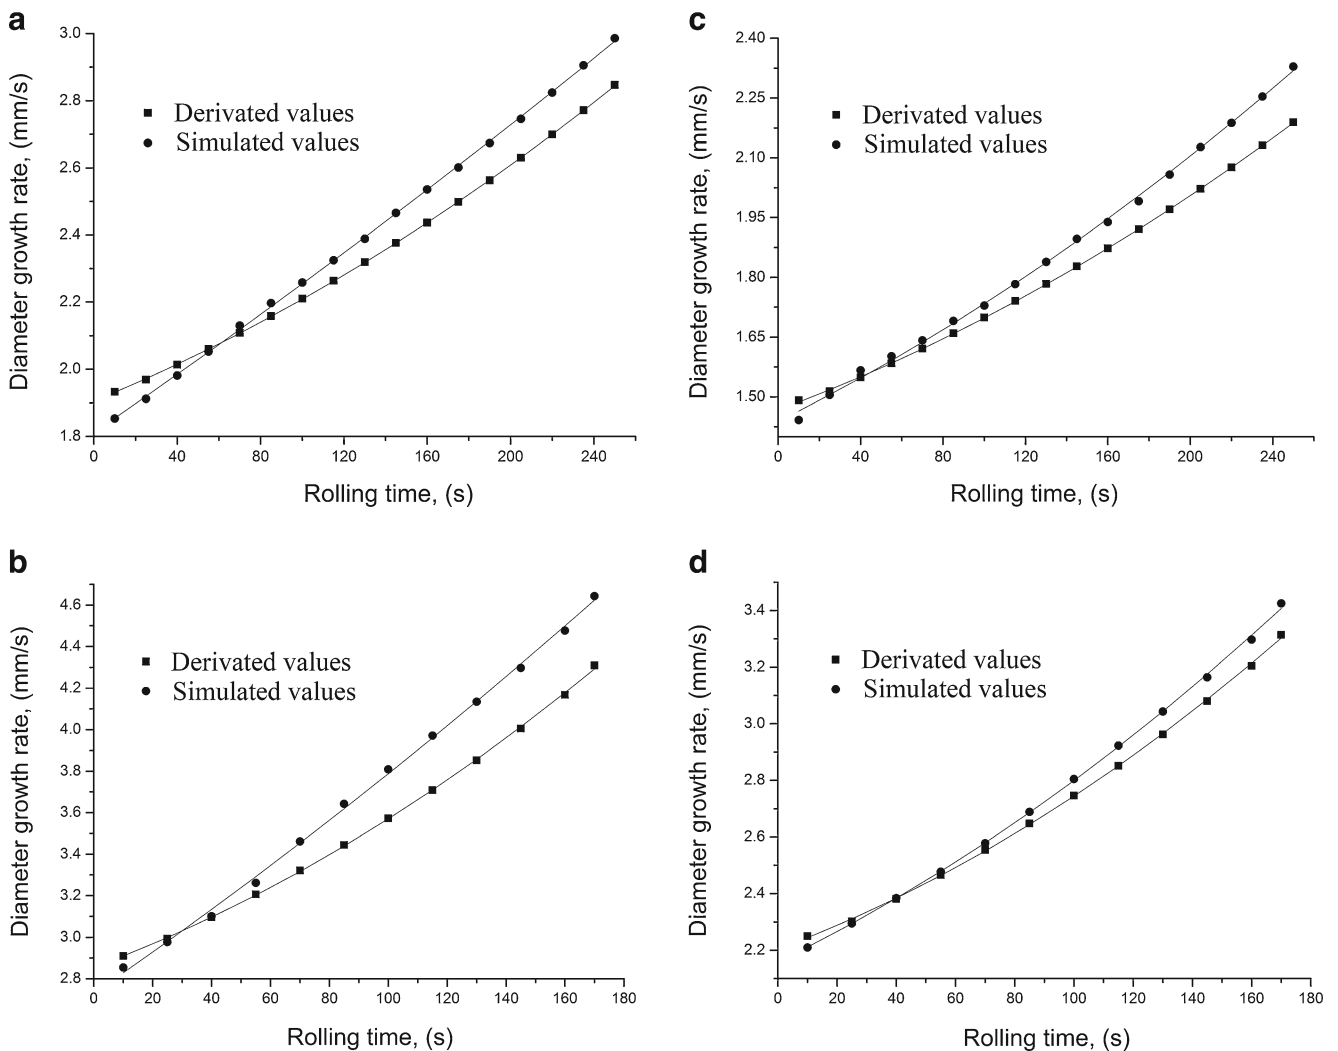 a
3.0
2.8
2.6
2.4
2.2
2.0
1.8
0 40 80 120 160 200 240
Diameter growth rate, (mm/s)
Rolling time, (s)
Derivated values
Simulated values
c
2.40
2.25
2.10
1.95
1.80
1.65
1.50
0 40 80 120 160 200 240
Diameter growth rate, (mm/s)
Rolling time, (s)
Derivated values
Simulated values
b
4.6
4.4
4.2
4.0
3.8
3.6
3.4
3.2
3.0
2.8
0 20 40 60 80 100 120 140 160 180
Diameter growth rate, (mm/s)
Rolling time, (s)
Derivated values
Simulated values
d
3.4
3.2
3.0
2.8
2.6
2.4
2.2
0 20 40 60 80 100 120 140 160 180
Diameter growth rate, (mm/s)
Rolling time, (s)
Derivated values
Simulated values